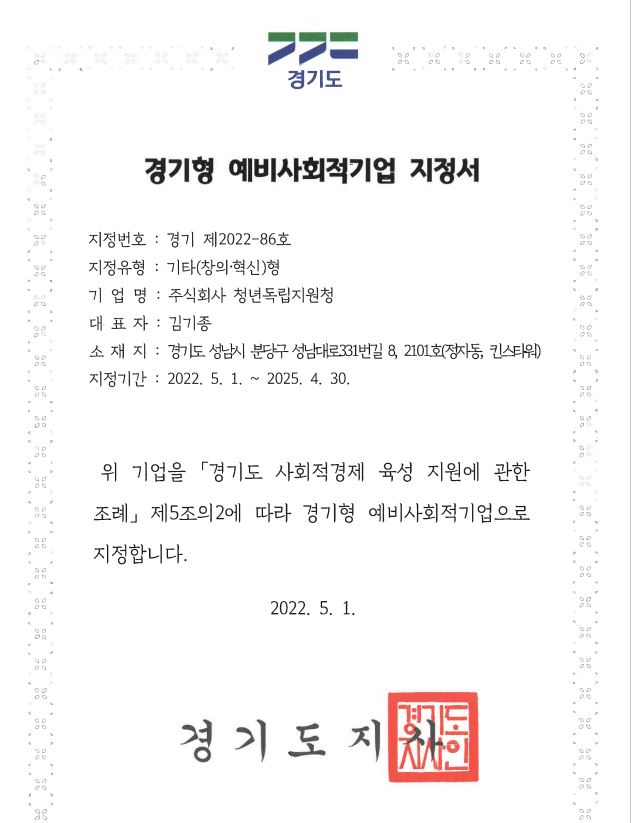 경기도
경기형 예비사회적기업 지정서
지정번호 : 경기 제2022-86호
지정유형 : 기타(창의·혁신)형
기 업 명 : 주식회사 청년독립지원청
대 표 자 : 김기종
소 재 지 : 경기도 성남시 분당구 성남대로331번길 8, 2101호(정자동, 킨스타워)
지정기간 : 2022. 5. 1. ~ 2025. 4. 30.
위 기업을 「경기도 사회적경제 육성 지원에 관한
조례」 제5조의2에 따라 경기형 예비사회적기업으로
지정합니다.
2022. 5. 1.
경기도지사
경기도
지사인